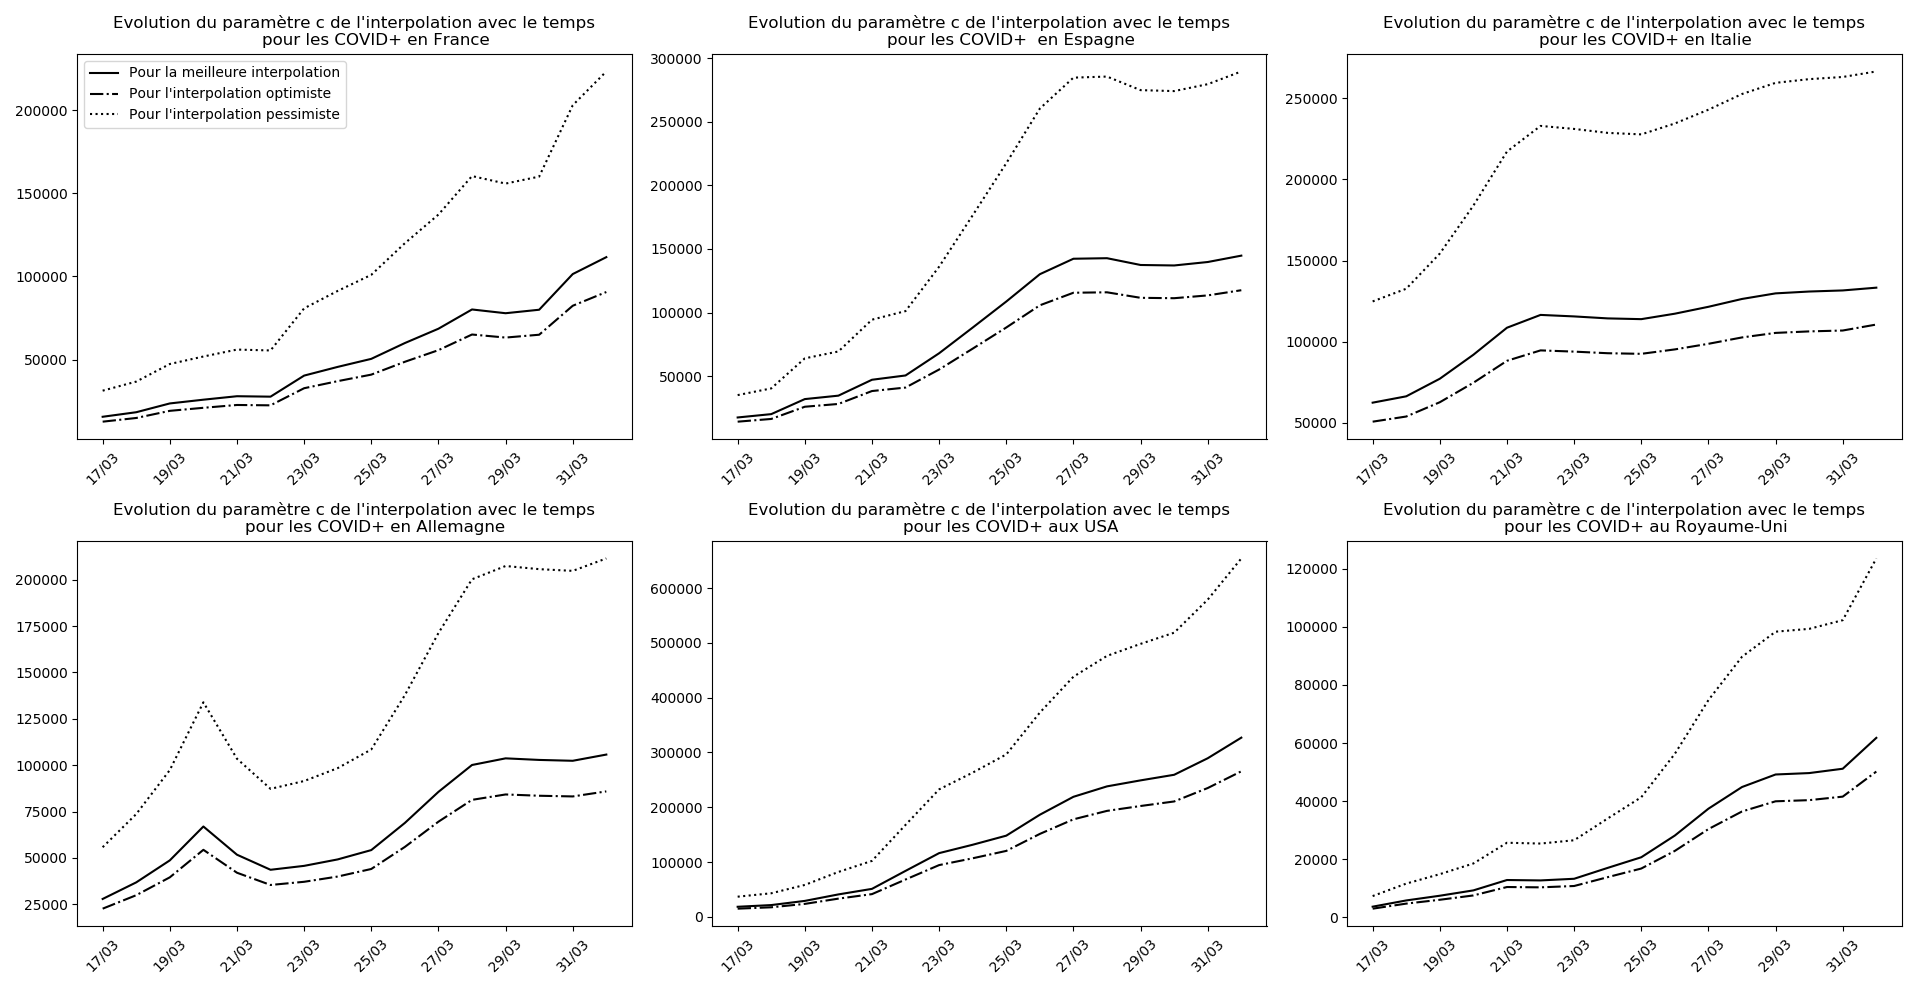 Evolution du paramètre c de l'interpolation avec le temps
pour les COVID+ en France
Pour la meilleure interpolation
Pour l'interpolation optimiste
Pour l'interpolation pessimiste
200000
150000
100000
50000
17/03 19/03 21/03 23/03 25/03 27/03 29/03 31/03
Evolution du paramètre c de l'interpolation avec le temps
pour les COVID+  en Espagne
300000
250000
200000
150000
100000
50000
17/03 19/03 21/03 23/03 25/03 27/03 29/03 31/03
Evolution du paramètre c de l'interpolation avec le temps
pour les COVID+ en Italie
250000
200000
150000
100000
50000
17/03 19/03 21/03 23/03 25/03 27/03 29/03 31/03
Evolution du paramètre c de l'interpolation avec le temps
pour les COVID+ en Allemagne
200000
175000
150000
125000
100000
75000
50000
25000
17/03 19/03 21/03 23/03 25/03 27/03 29/03 31/03
Evolution du paramètre c de l'interpolation avec le temps
pour les COVID+ aux USA
600000
500000
400000
300000
200000
100000
0
17/03 19/03 21/03 23/03 25/03 27/03 29/03 31/03
Evolution du paramètre c de l'interpolation avec le temps
pour les COVID+ au Royaume-Uni
120000
100000
80000
60000
40000
20000
0
17/03 19/03 21/03 23/03 25/03 27/03 29/03 31/03